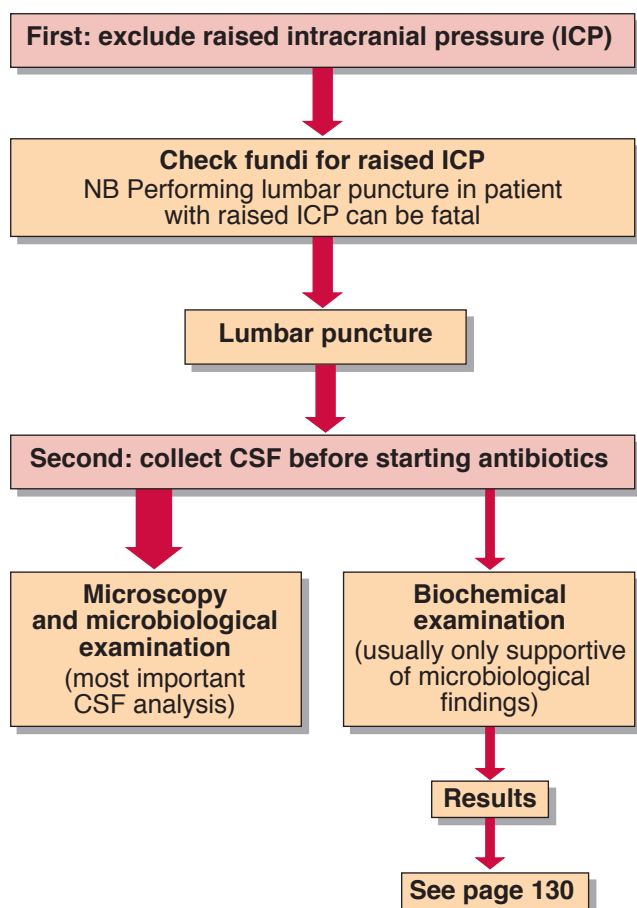 First: exclude raised intracranial pressure (ICP)
Check fundi for raised ICP
NB Performing lumbar puncture in patient
with raised ICP can be fatal
Lumbar puncture
Second: collect CSF before starting antibiotics
Microscopy
and microbiological
examination
(most important
CSF analysis)
Biochemical
examination
(usually only supportive
of microbiological
findings)
Results
See page 130